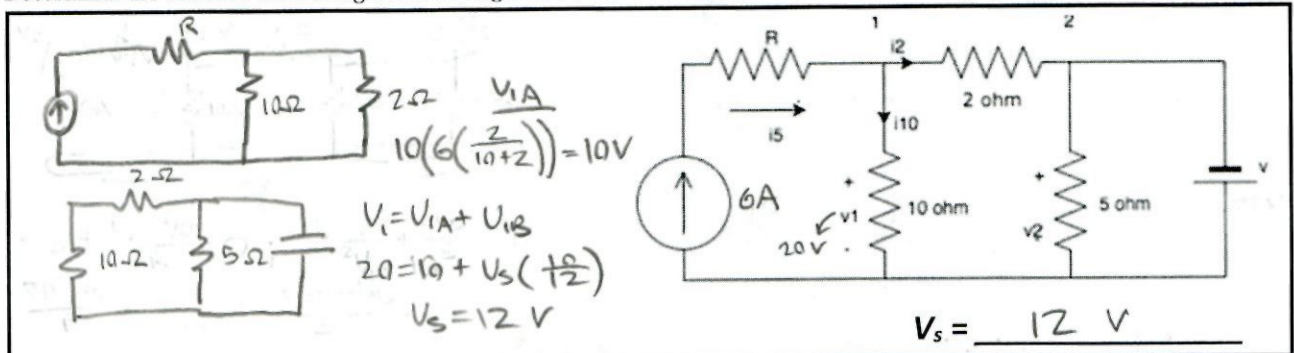 R
10Ω
2Ω
V1A
10(6(2/(10+2)))=10V
2Ω
10Ω
5Ω
V1=V1A+V1B
20=10+Vs(10/12)
Vs=12 V
1
2
R
i2
2 ohm
i5
i10
6A
+
v1
20V
10 ohm
+
v2
5 ohm
v
Vs = 12 V